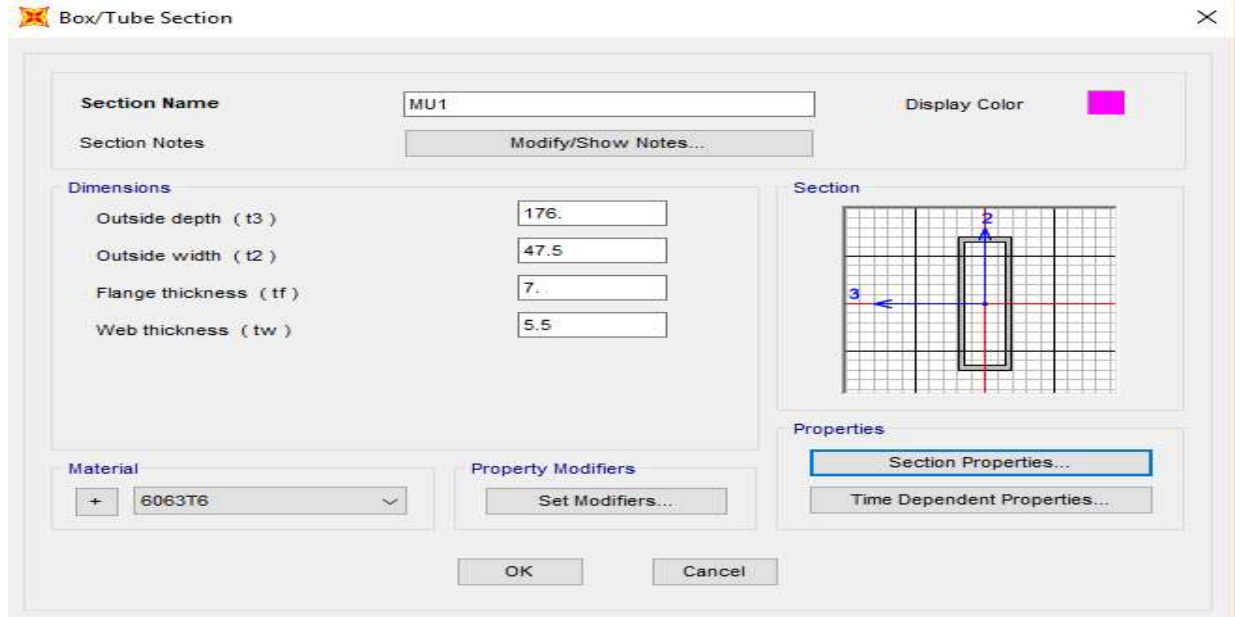 Box/Tube Section
Section Name MU1 Display Color
Section Notes Modify/Show Notes...
Dimensions
Outside depth ( t3 ) 176.
Outside width ( t2 ) 47.5
Flange thickness ( tf ) 7.
Web thickness ( tw ) 5.5
Section
2
3
Material
+ 6063T6
Property Modifiers
Set Modifiers...
Properties
Section Properties...
Time Dependent Properties...
OK Cancel